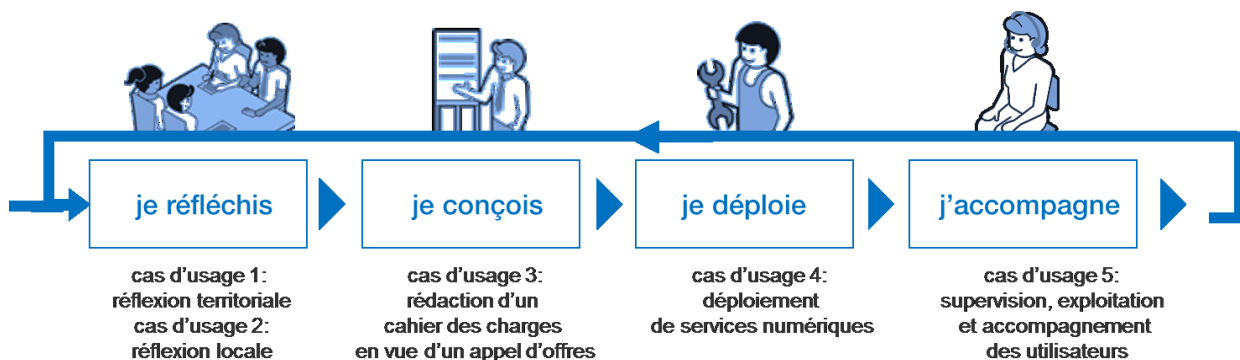 je réfléchis
je conçois
je déploie
j’accompagne
cas d’usage 1:
réflexion territoriale
cas d’usage 2:
réflexion locale
cas d’usage 3:
rédaction d’un
cahier des charges
en vue d’un appel d’offres
cas d’usage 4:
déploiement
de services numériques
cas d’usage 5:
supervision, exploitation
et accompagnement
des utilisateurs